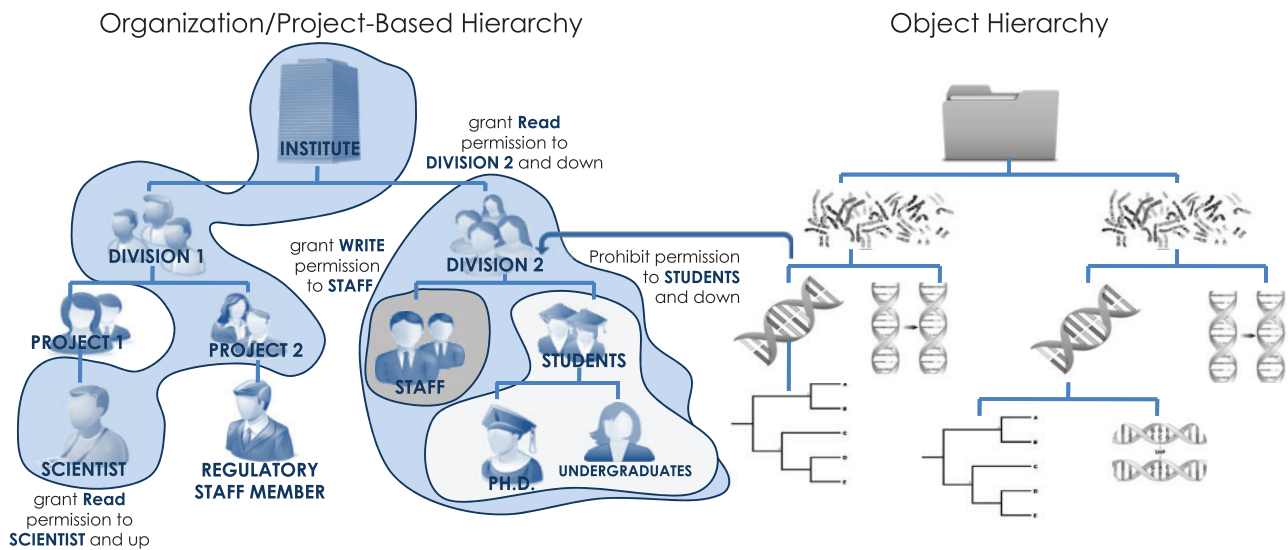 Organization/Project-Based Hierarchy
Object Hierarchy
INSTITUTE
grant Read
permission to
DIVISION 2 and down
DIVISION 1
grant WRITE
permission
to STAFF
DIVISION 2
Prohibit permission
to STUDENTS
and down
PROJECT 1
PROJECT 2
STAFF
STUDENTS
SCIENTIST
REGULATORY
STAFF MEMBER
PH.D.
UNDERGRADUATES
grant Read
permission to
SCIENTIST and up
A
B
C
D
E
A
B
C
D
E
SNP